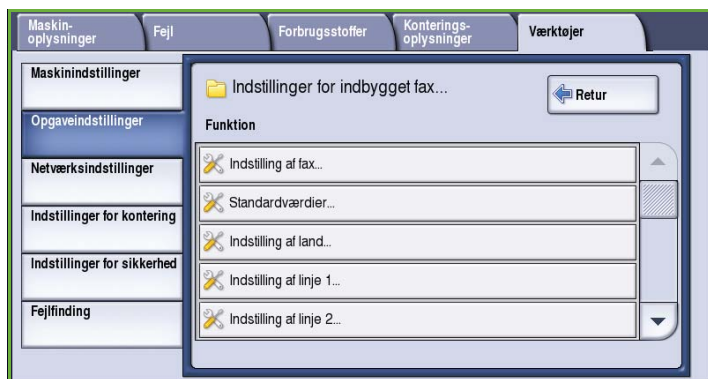 Maskin-
oplysninger
Fejl
Forbrugsstoffer
Konterings-
oplysninger
Værktøjer
Maskinindstillinger
Opgaveindstillinger
Netværksindstillinger
Indstillinger for kontering
Indstillinger for sikkerhed
Fejlfinding
Indstillinger for indbygget fax...
Retur
Funktion
Indstilling af fax...
Standardværdier...
Indstilling af land...
Indstilling af linje 1...
Indstilling af linje 2...